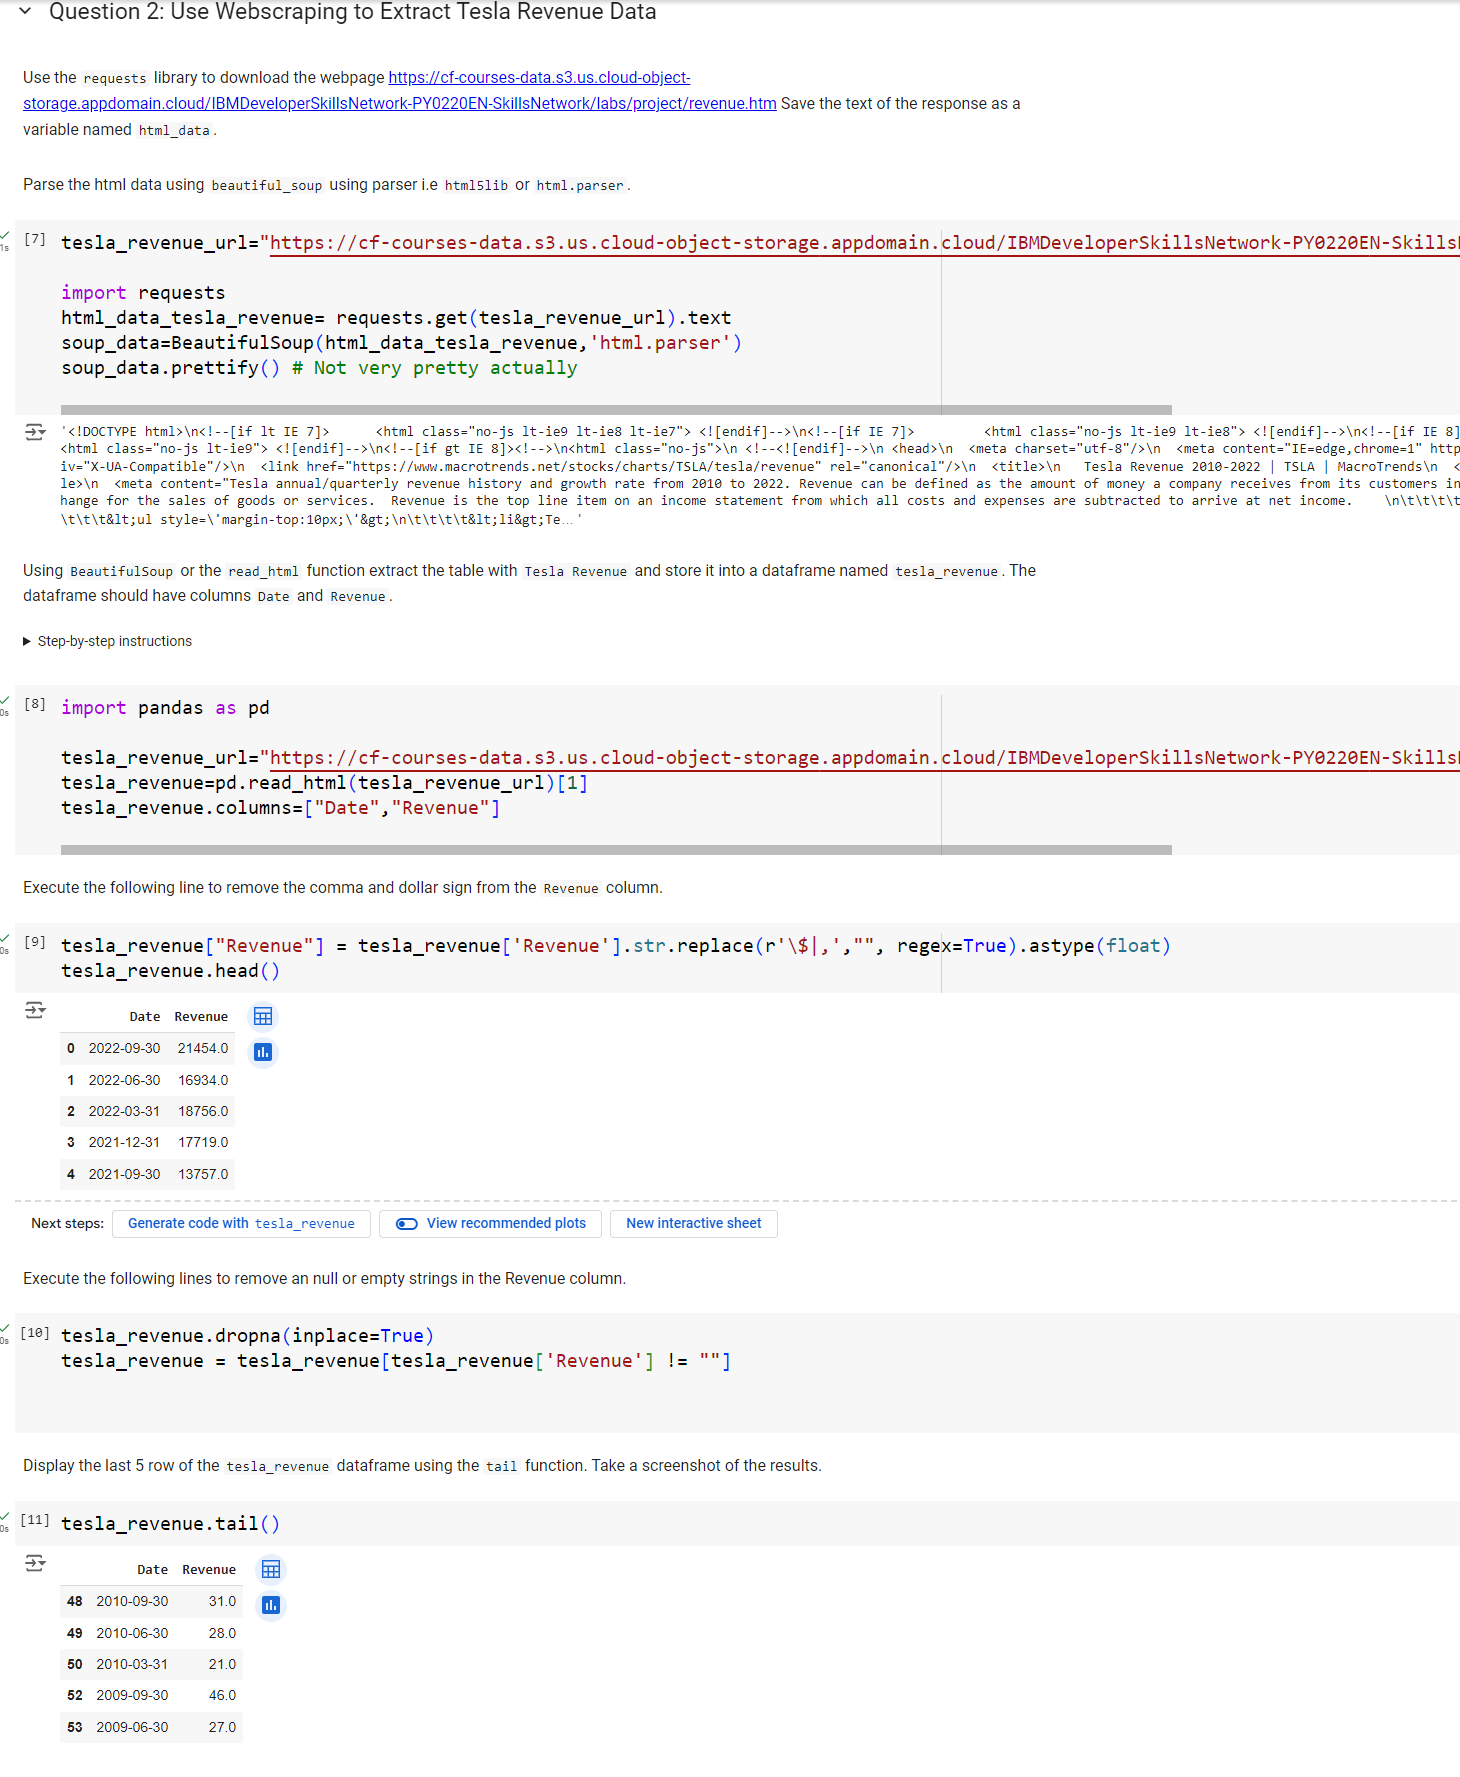 Question 2: Use Webscraping to Extract Tesla Revenue Data
Use the requests library to download the webpage https://cf-courses-data.s3.us.cloud-object-
storage.appdomain.cloud/IBMDeveloperSkillsNetwork-PY0220EN-SkillsNetwork/labs/project/revenue.htm Save the text of the response as a
variable named html_data.
Parse the html data using beautiful_soup using parser i.e html5lib or html.parser.
1s
[7] tesla_revenue_url="https://cf-courses-data.s3.us.cloud-object-storage.appdomain.cloud/IBMDeveloperSkillsNetwork-PY0220EN-Skills
import requests
html_data_tesla_revenue= requests.get(tesla_revenue_url).text
soup_data=BeautifulSoup(html_data_tesla_revenue,'html.parser')
soup_data.prettify() # Not very pretty actually
'<!DOCTYPE html>\n<!--[if lt IE 7]>      <html class="no-js lt-ie9 lt-ie8 lt-ie7"> <![endif]-->\n<!--[if IE 7]>         <html class="no-js lt-ie9 lt-ie8"> <![endif]-->\n<!--[if IE 8]
<html class="no-js lt-ie9"> <![endif]-->\n<!--[if gt IE 8]><!-->\n<html class="no-js">\n <!--<![endif]-->\n <head>\n  <meta charset="utf-8"/>\n  <meta content="IE=edge,chrome=1" http
iv="X-UA-Compatible"/>\n  <link href="https://www.macrotrends.net/stocks/charts/TSLA/tesla/revenue" rel="canonical"/>\n  <title>\n   Tesla Revenue 2010-2022 | TSLA | MacroTrends\n  <
le>\n  <meta content="Tesla annual/quarterly revenue history and growth rate from 2010 to 2022. Revenue can be defined as the amount of money a company receives from its customers in
hange for the sales of goods or services.  Revenue is the top line item on an income statement from which all costs and expenses are subtracted to arrive at net income.    \n\t\t\t\t
\t\t\t&lt;ul style=\'margin-top:10px;\'&gt;\n\t\t\t\t&lt;li&gt;Te…'
Using BeautifulSoup or the read_html function extract the table with Tesla Revenue and store it into a dataframe named tesla_revenue. The
dataframe should have columns Date and Revenue.
Step-by-step instructions
0s
[8] import pandas as pd
tesla_revenue_url="https://cf-courses-data.s3.us.cloud-object-storage.appdomain.cloud/IBMDeveloperSkillsNetwork-PY0220EN-Skills
tesla_revenue=pd.read_html(tesla_revenue_url)[1]
tesla_revenue.columns=["Date","Revenue"]
Execute the following line to remove the comma and dollar sign from the Revenue column.
0s
[9] tesla_revenue["Revenue"] = tesla_revenue['Revenue'].str.replace(r'\$|,',"", regex=True).astype(float)
tesla_revenue.head()
Date Revenue
0 2022-09-30 21454.0
1 2022-06-30 16934.0
2 2022-03-31 18756.0
3 2021-12-31 17719.0
4 2021-09-30 13757.0
Next steps: Generate code with tesla_revenue View recommended plots New interactive sheet
Execute the following lines to remove an null or empty strings in the Revenue column.
0s
[10] tesla_revenue.dropna(inplace=True)
tesla_revenue = tesla_revenue[tesla_revenue['Revenue'] != ""]
Display the last 5 row of the tesla_revenue dataframe using the tail function. Take a screenshot of the results.
0s
[11] tesla_revenue.tail()
Date Revenue
48 2010-09-30 31.0
49 2010-06-30 28.0
50 2010-03-31 21.0
52 2009-09-30 46.0
53 2009-06-30 27.0